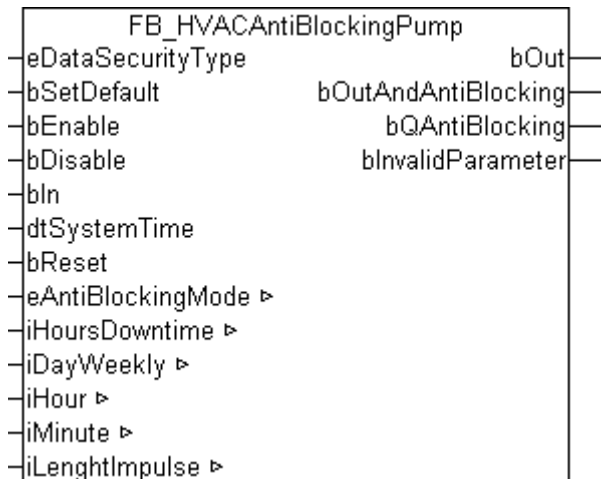 FB_HVACAntiBlockingPump
eDataSecurityType bOut
bSetDefault bOutAndAntiBlocking
bEnable bQAntiBlocking
bDisable bInvalidParameter
bIn
dtSystemTime
bReset
eAntiBlockingMode ▹
iHoursDowntime ▹
iDayWeekly ▹
iHour ▹
iMinute ▹
iLenghtImpulse ▹